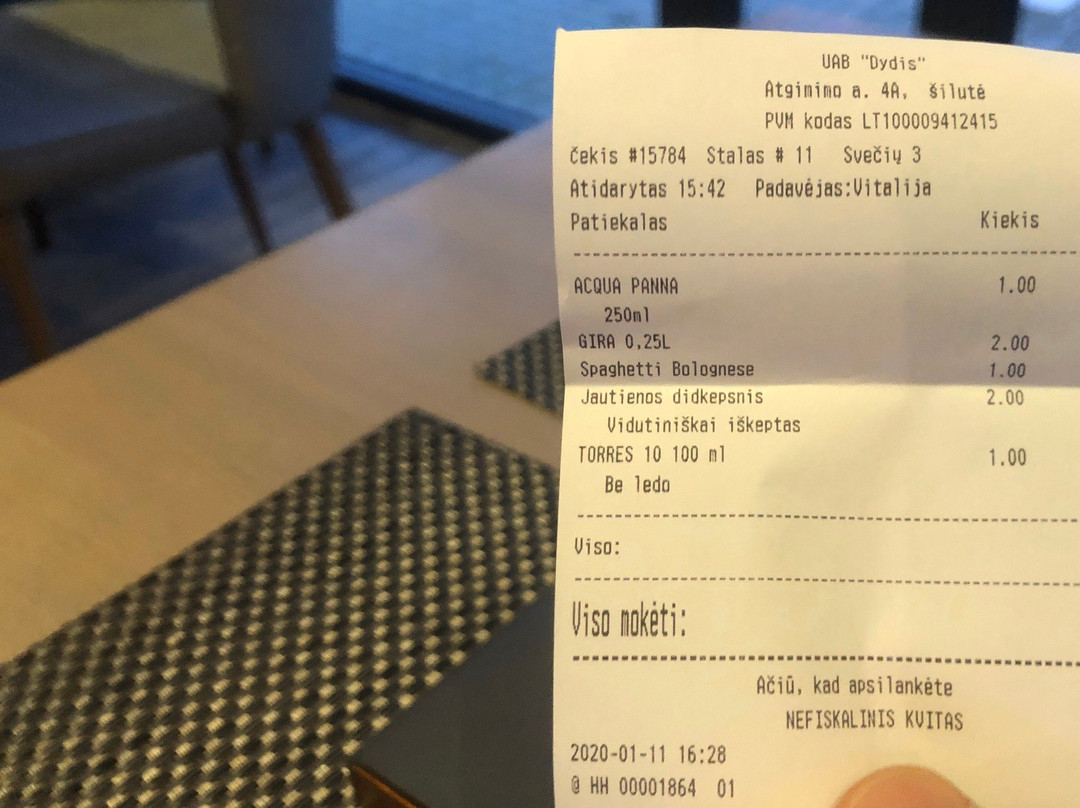 UAB "Dydis"
Atgimimo a. 4A, šilutė
PVM kodas LT100009412415
čekis #15784 Stalas # 11 Svečių 3
Atidarytas 15:42 Padavėjas:Vitalija
Patiekalas Kiekis
ACQUA PANNA 1.00
250ml
GIRA 0,25L 2.00
Spaghetti Bolognese 1.00
Jautienos didkepsnis 2.00
Vidutiniškai iškeptas
TORRES 10 100 ml 1.00
Be ledo
Viso:
Viso mokėti:
Ačiū, kad apsilankėte
NEFISKALINIS KVITAS
2020-01-11 16:28
@ HH 00001864 01